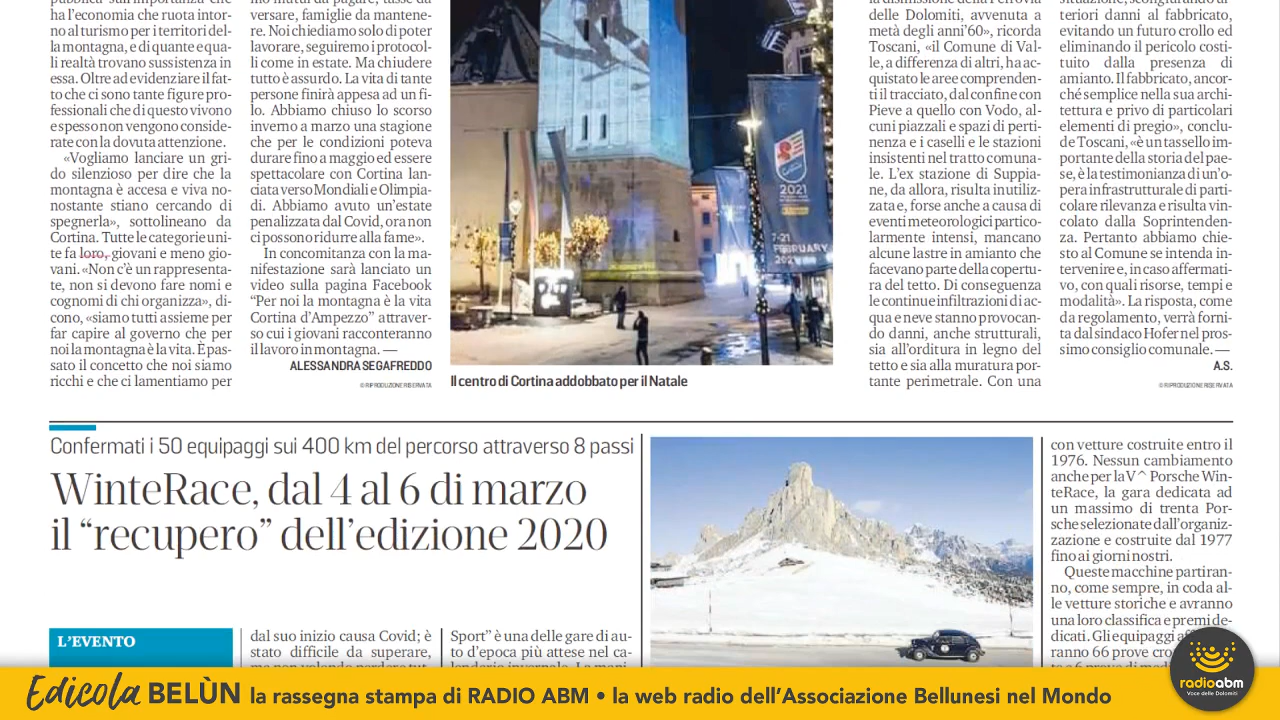 ha l'economia che ruota intor-
no al turismo per i territori del-
la montagna, e di quante e qua-
li realtà trovano sussistenza in
essa. Oltre ad evidenziare il fat-
to che ci sono tante figure pro-
fessionali che di questo vivono
e spesso non vengono conside-
rate con la dovuta attenzione.
«Vogliamo lanciare un gri-
do silenzioso per dire che la
montagna è accesa e viva no-
nostante stiano cercando di
spegnerla», sottolineano da
Cortina. Tutte le categorie uni-
te fa loro, giovani e meno gio-
vani. «Non c'è un rappresenta-
te, non si devono fare nomi e
cognomi di chi organizza», di-
cono, «siamo tutti assieme per
far capire al governo che per
noi la montagna è la vita. È pas-
sato il concetto che noi siamo
ricchi e che ci lamentiamo per
versare, famiglie da mantene-
re. Noi chiediamo solo di poter
lavorare, seguiremo i protocol-
li come in estate. Ma chiudere
tutto è assurdo. La vita di tante
persone finirà appesa ad un fi-
lo. Abbiamo chiuso lo scorso
inverno a marzo una stagione
che per le condizioni poteva
durare fino a maggio ed essere
spettacolare con Cortina lan-
ciata verso Mondiali e Olimpia-
di. Abbiamo avuto un'estate
penalizzata dal Covid, ora non
ci possono ridurre alla fame».
In concomitanza con la ma-
nifestazione sarà lanciato un
video sulla pagina Facebook
“Per noi la montagna è la vita
Cortina d'Ampezzo” attraver-
so cui i giovani racconteranno
il lavoro in montagna. —
ALESSANDRA SEGAFREDDO
© RIPRODUZIONE RISERVATA
Cortina
2021
7-21
FEBRUARY
2021
Il centro di Cortina addobbato per il Natale
la dismissione della Ferrovia
delle Dolomiti, avvenuta a
metà degli anni'60», ricorda
Toscani, «il Comune di Val-
le, a differenza di altri, ha ac-
quistato le aree comprenden-
ti il tracciato, dal confine con
Pieve a quello con Vodo, al-
cuni piazzali e spazi di perti-
nenza e i caselli e le stazioni
insistenti nel tratto comuna-
le. L'ex stazione di Suppia-
ne, da allora, risulta inutiliz-
zata e, forse anche a causa di
eventi meteorologici partico-
larmente intensi, mancano
alcune lastre in amianto che
facevano parte della copertu-
ra del tetto. Di conseguenza
le continue infiltrazioni di ac-
qua e neve stanno provocan-
do danni, anche strutturali,
sia all'orditura in legno del
tetto e sia alla muratura por-
tante perimetrale. Con una
teriori danni al fabbricato,
evitando un futuro crollo ed
eliminando il pericolo costi-
tuito dalla presenza di
amianto. Il fabbricato, ancor-
ché semplice nella sua archi-
tettura e privo di particolari
elementi di pregio», conclu-
de Toscani, «è un tassello im-
portante della storia del pae-
se, è la testimonianza di un'o-
pera infrastrutturale di parti-
colare rilevanza e risulta vin-
colato dalla Soprintenden-
za. Pertanto abbiamo chie-
sto al Comune se intenda in-
tervenire e, in caso affermati-
vo, con quali risorse, tempi e
modalità». La risposta, come
da regolamento, verrà forni-
ta dal sindaco Hofer nel pros-
simo consiglio comunale. —
A.S.
© RIPRODUZIONE RISERVATA
Confermati i 50 equipaggi sui 400 km del percorso attraverso 8 passi
WinteRace, dal 4 al 6 di marzo
il “recupero” dell'edizione 2020
L'EVENTO
dal suo inizio causa Covid; è
stato difficile da superare,
Sport” è una delle gare di au-
to d'epoca più attese nel ca-
con vetture costruite entro il
1976. Nessun cambiamento
anche per la V^ Porsche Win-
teRace, la gara dedicata ad
un massimo di trenta Por-
sche selezionate dall'organiz-
zazione e costruite dal 1977
fino ai giorni nostri.
Queste macchine partiran-
no, come sempre, in coda al-
le vetture storiche e avranno
una loro classifica e premi de-
dicati. Gli equipaggi
ranno 66 prove
Edicola BELÙN la rassegna stampa di RADIO ABM • la web radio dell'Associazione Bellunesi nel Mondo
radioabm
Voce delle Dolomiti